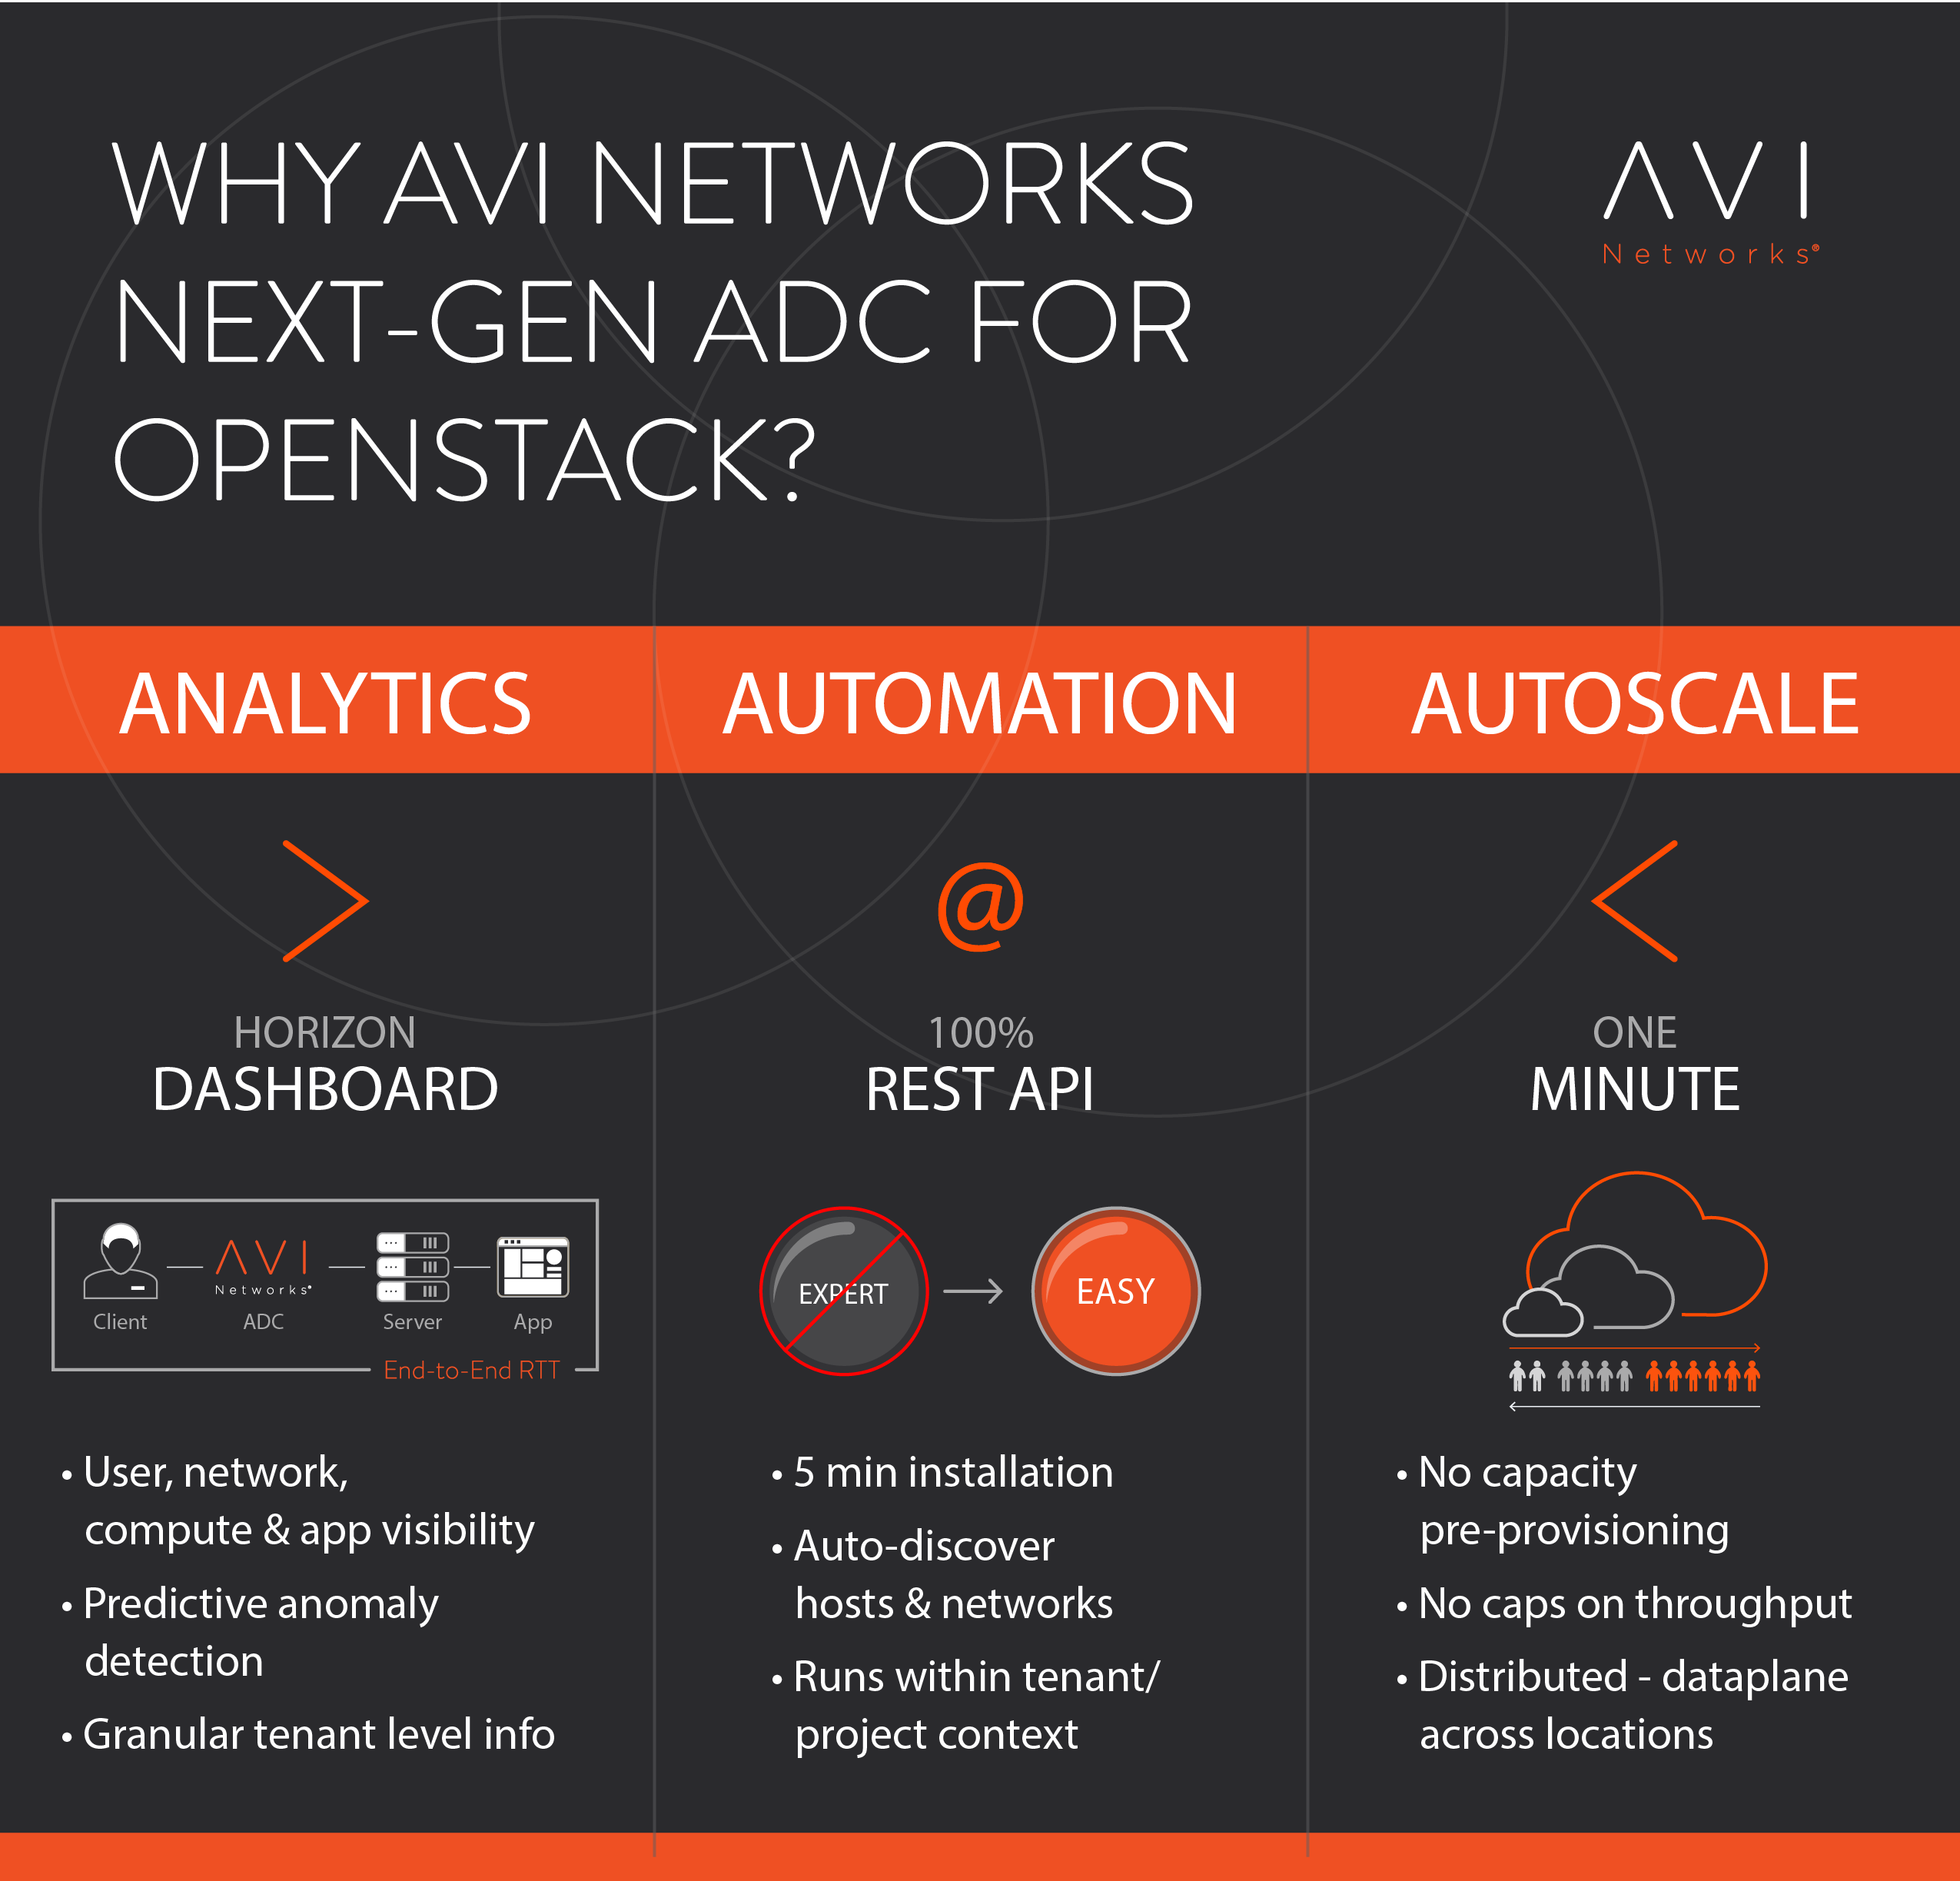 WHY AVI NETWORKS
NEXT-GEN ADC FOR
OPENSTACK?
AVI
Networks®
ANALYTICS
AUTOMATION
AUTOSCALE
>
HORIZON
DASHBOARD
AVI
Networks®
Client
ADC
Server
App
End-to-End RTT
• User, network,
compute & app visibility
• Predictive anomaly
detection
• Granular tenant level info
@
100%
REST API
EXPERT
EASY
• 5 min installation
• Auto-discover
hosts & networks
• Runs within tenant/
project context
<
ONE
MINUTE
• No capacity
pre-provisioning
• No caps on throughput
• Distributed - dataplane
across locations